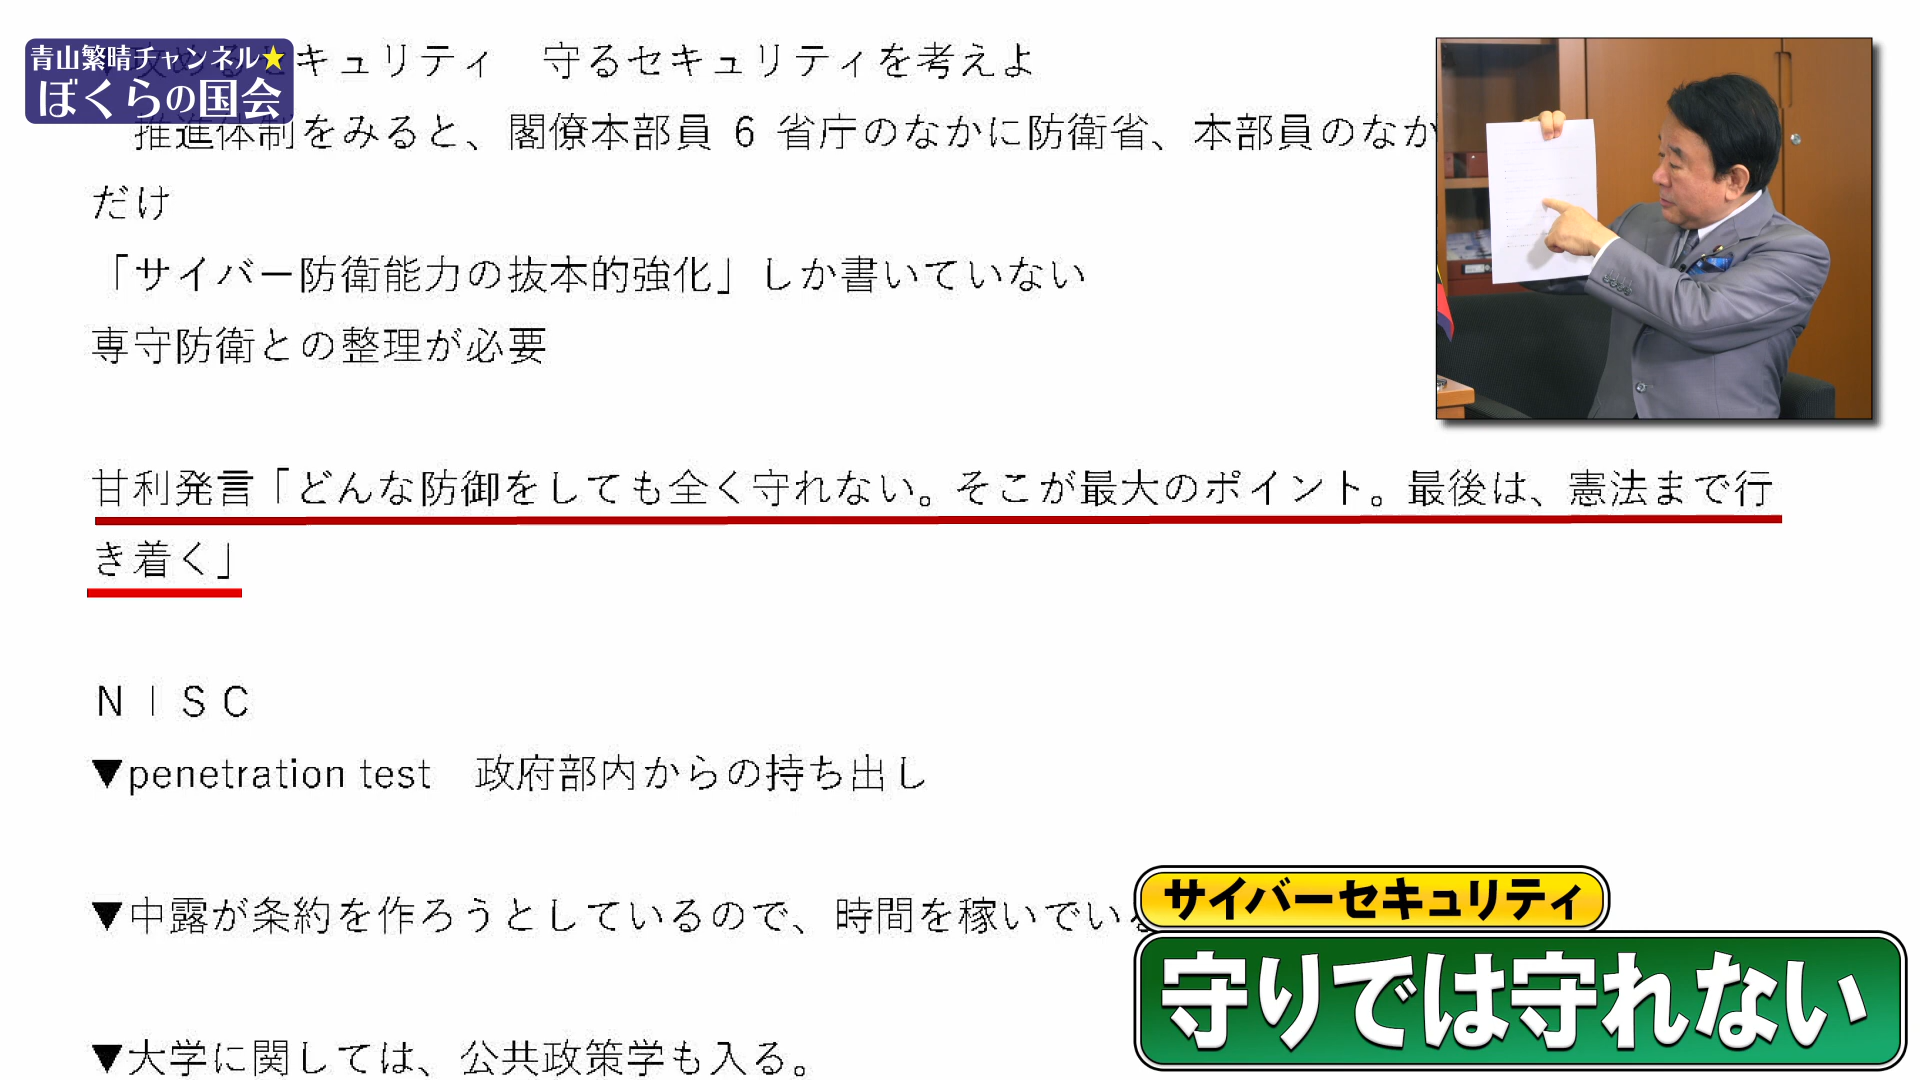 青山繁晴チャンネル★
ぼくらの国会
攻めるセキュリティ　守るセキュリティを考えよ
推進体制をみると、閣僚本部員 6 省庁のなかに防衛省、本部員のなか
だけ
「サイバー防衛能力の抜本的強化」しか書いていない
専守防衛との整理が必要
甘利発言「どんな防御をしても全く守れない。そこが最大のポイント。最後は、憲法まで行
き着く」
ＮＩＳＣ
▼penetration test　政府部内からの持ち出し
▼中露が条約を作ろうとしているので、時間を稼いでいる
▼大学に関しては、公共政策学も入る。
サイバーセキュリティ
守りでは守れない